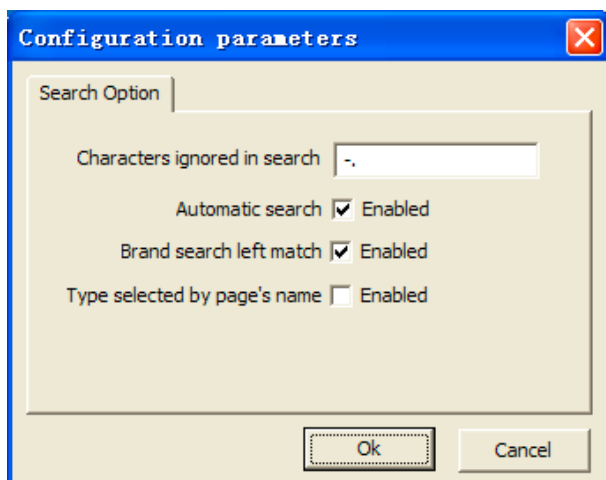 Configuration parameters
Search Option
Characters ignored in search -.
Automatic search Enabled
Brand search left match Enabled
Type selected by page's name Enabled
Ok Cancel